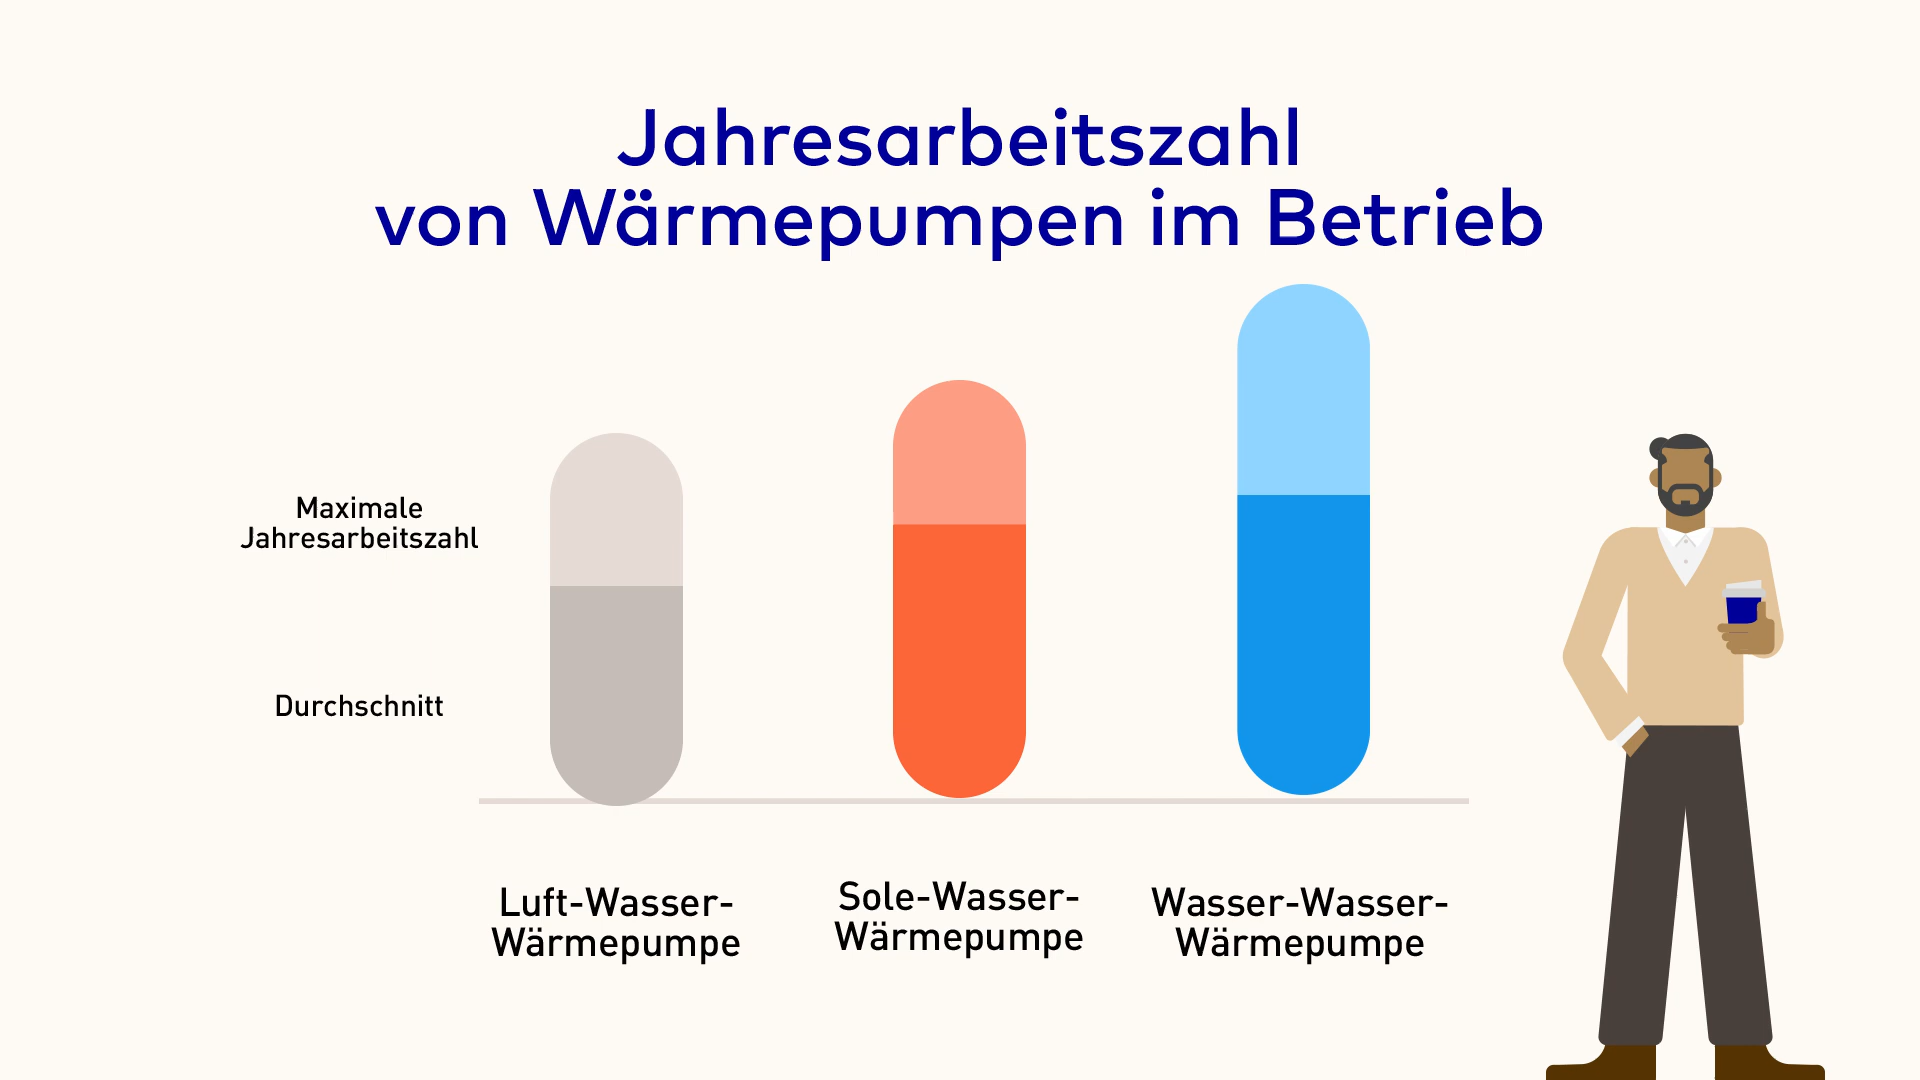 Jahresarbeitszahl
von Wärmepumpen im Betrieb
Maximale
Jahresarbeitszahl
Durchschnitt
Luft-Wasser-
Wärmepumpe
Sole-Wasser-
Wärmepumpe
Wasser-Wasser-
Wärmepumpe